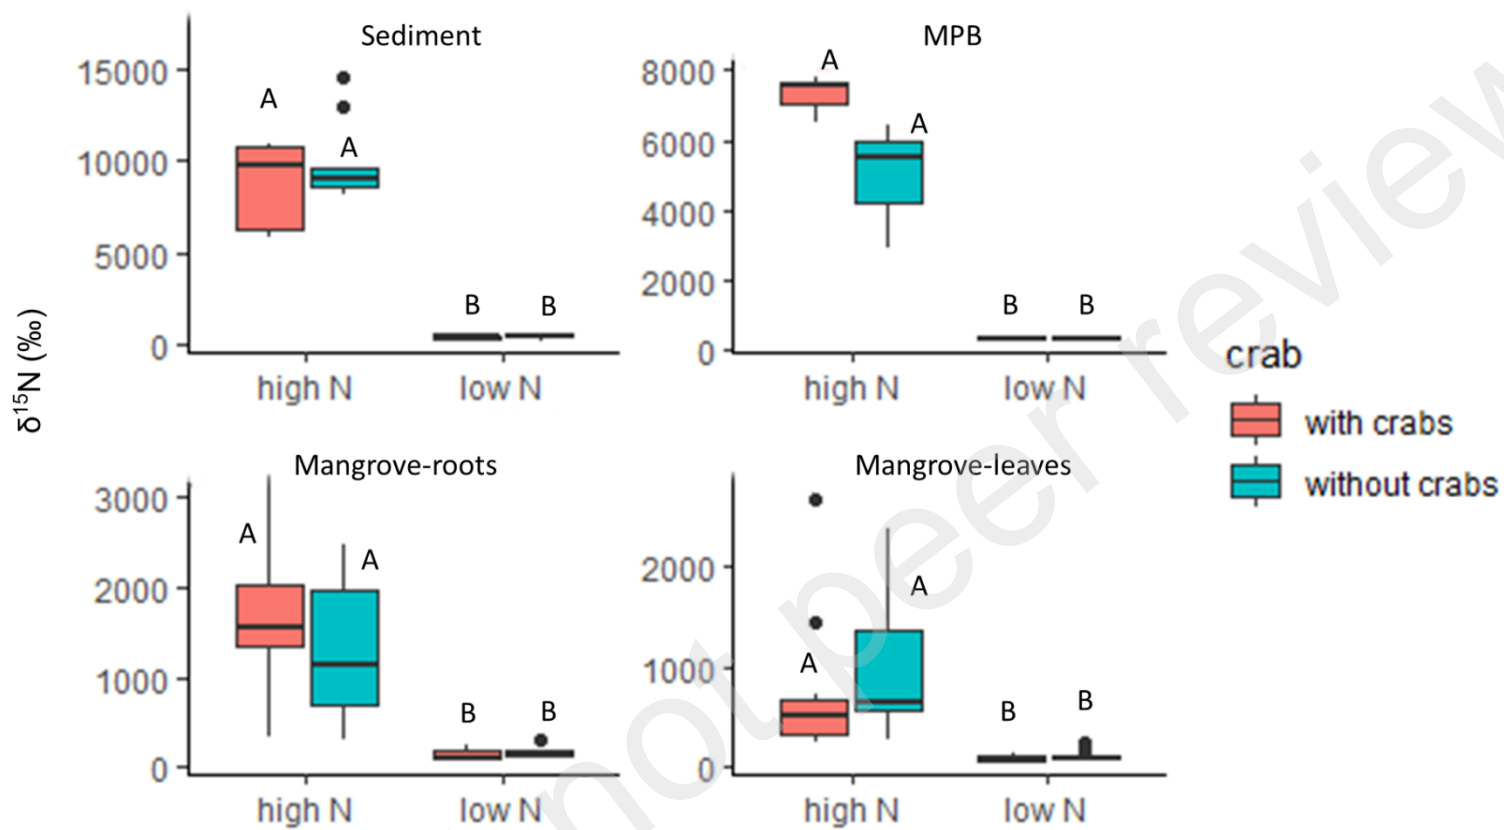 Sediment
15000
10000
5000
0
A
A
B
B
high N
low N
MPB
8000
6000
4000
2000
0
A
A
B
B
high N
low N
δ¹⁵N (‰)
crab
with crabs
without crabs
Mangrove-roots
3000
2000
1000
0
A
A
B
B
high N
low N
Mangrove-leaves
2000
1000
0
A
A
B
B
high N
low N
not peer review